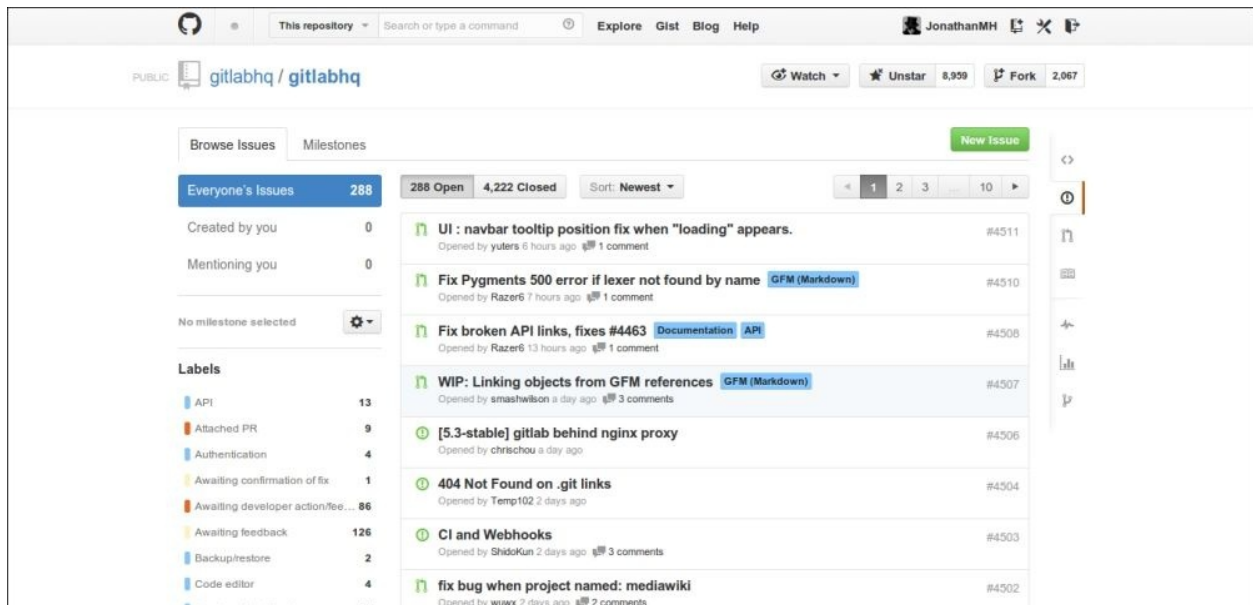 This repository Search or type a command Explore Gist Blog Help JonathanMH
PUBLIC gitlabhq / gitlabhq Watch Unstar 8,959 Fork 2,067
Browse Issues Milestones New Issue
Everyone's Issues 288
Created by you 0
Mentioning you 0
No milestone selected
Labels
API 13
Attached PR 9
Authentication 4
Awaiting confirmation of fix 1
Awaiting developer action/fee... 86
Awaiting feedback 126
Backup/restore 2
Code editor 4
288 Open 4,222 Closed Sort: Newest 1 2 3 ... 10
UI : navbar tooltip position fix when "loading" appears. #4511
Opened by yuters 6 hours ago 1 comment
Fix Pygments 500 error if lexer not found by name GFM (Markdown) #4510
Opened by Razer6 7 hours ago 1 comment
Fix broken API links, fixes #4463 Documentation API #4508
Opened by Razer6 13 hours ago 1 comment
WIP: Linking objects from GFM references GFM (Markdown) #4507
Opened by smashwilson a day ago 3 comments
[5.3-stable] gitlab behind nginx proxy #4506
Opened by chrischou a day ago
404 Not Found on .git links #4504
Opened by Temp102 2 days ago
CI and Webhooks #4503
Opened by ShidoKun 2 days ago 3 comments
fix bug when project named: mediawiki #4502
Opened by wuwx 2 days ago 2 comments